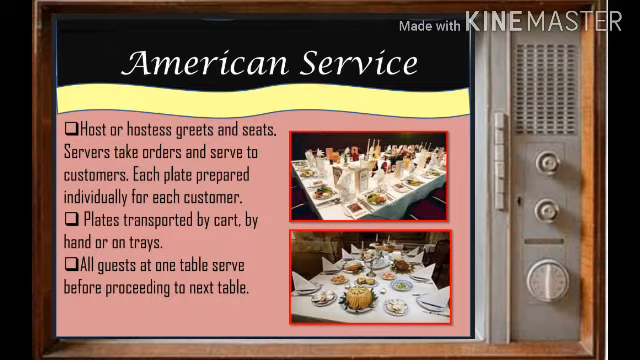 Made with KINEMASTER
American Service
❑Host or hostess greets and seats.
Servers take orders and serve to
customers. Each plate prepared
individually for each customer.
❑ Plates transported by cart, by
hand or on trays.
❑All guests at one table serve
before proceeding to next table.